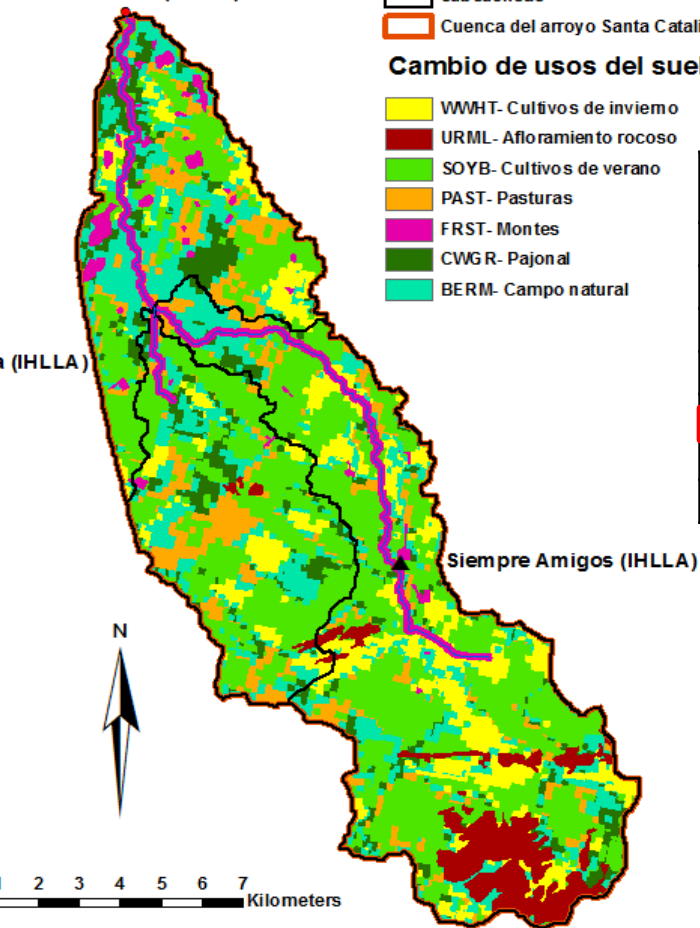 Cuenca del arroyo Santa Catali
Cambio de usos del suel
WWHT- Cultivos de invierno
URML- Afloramiento rocoso
SOYB- Cultivos de verano
PAST- Pasturas
FRST- Montes
CWGR- Pajonal
BERM- Campo natural
a (IHLLA)
Siempre Amigos (IHLLA)
N
1 2 3 4 5 6 7
Kilometers